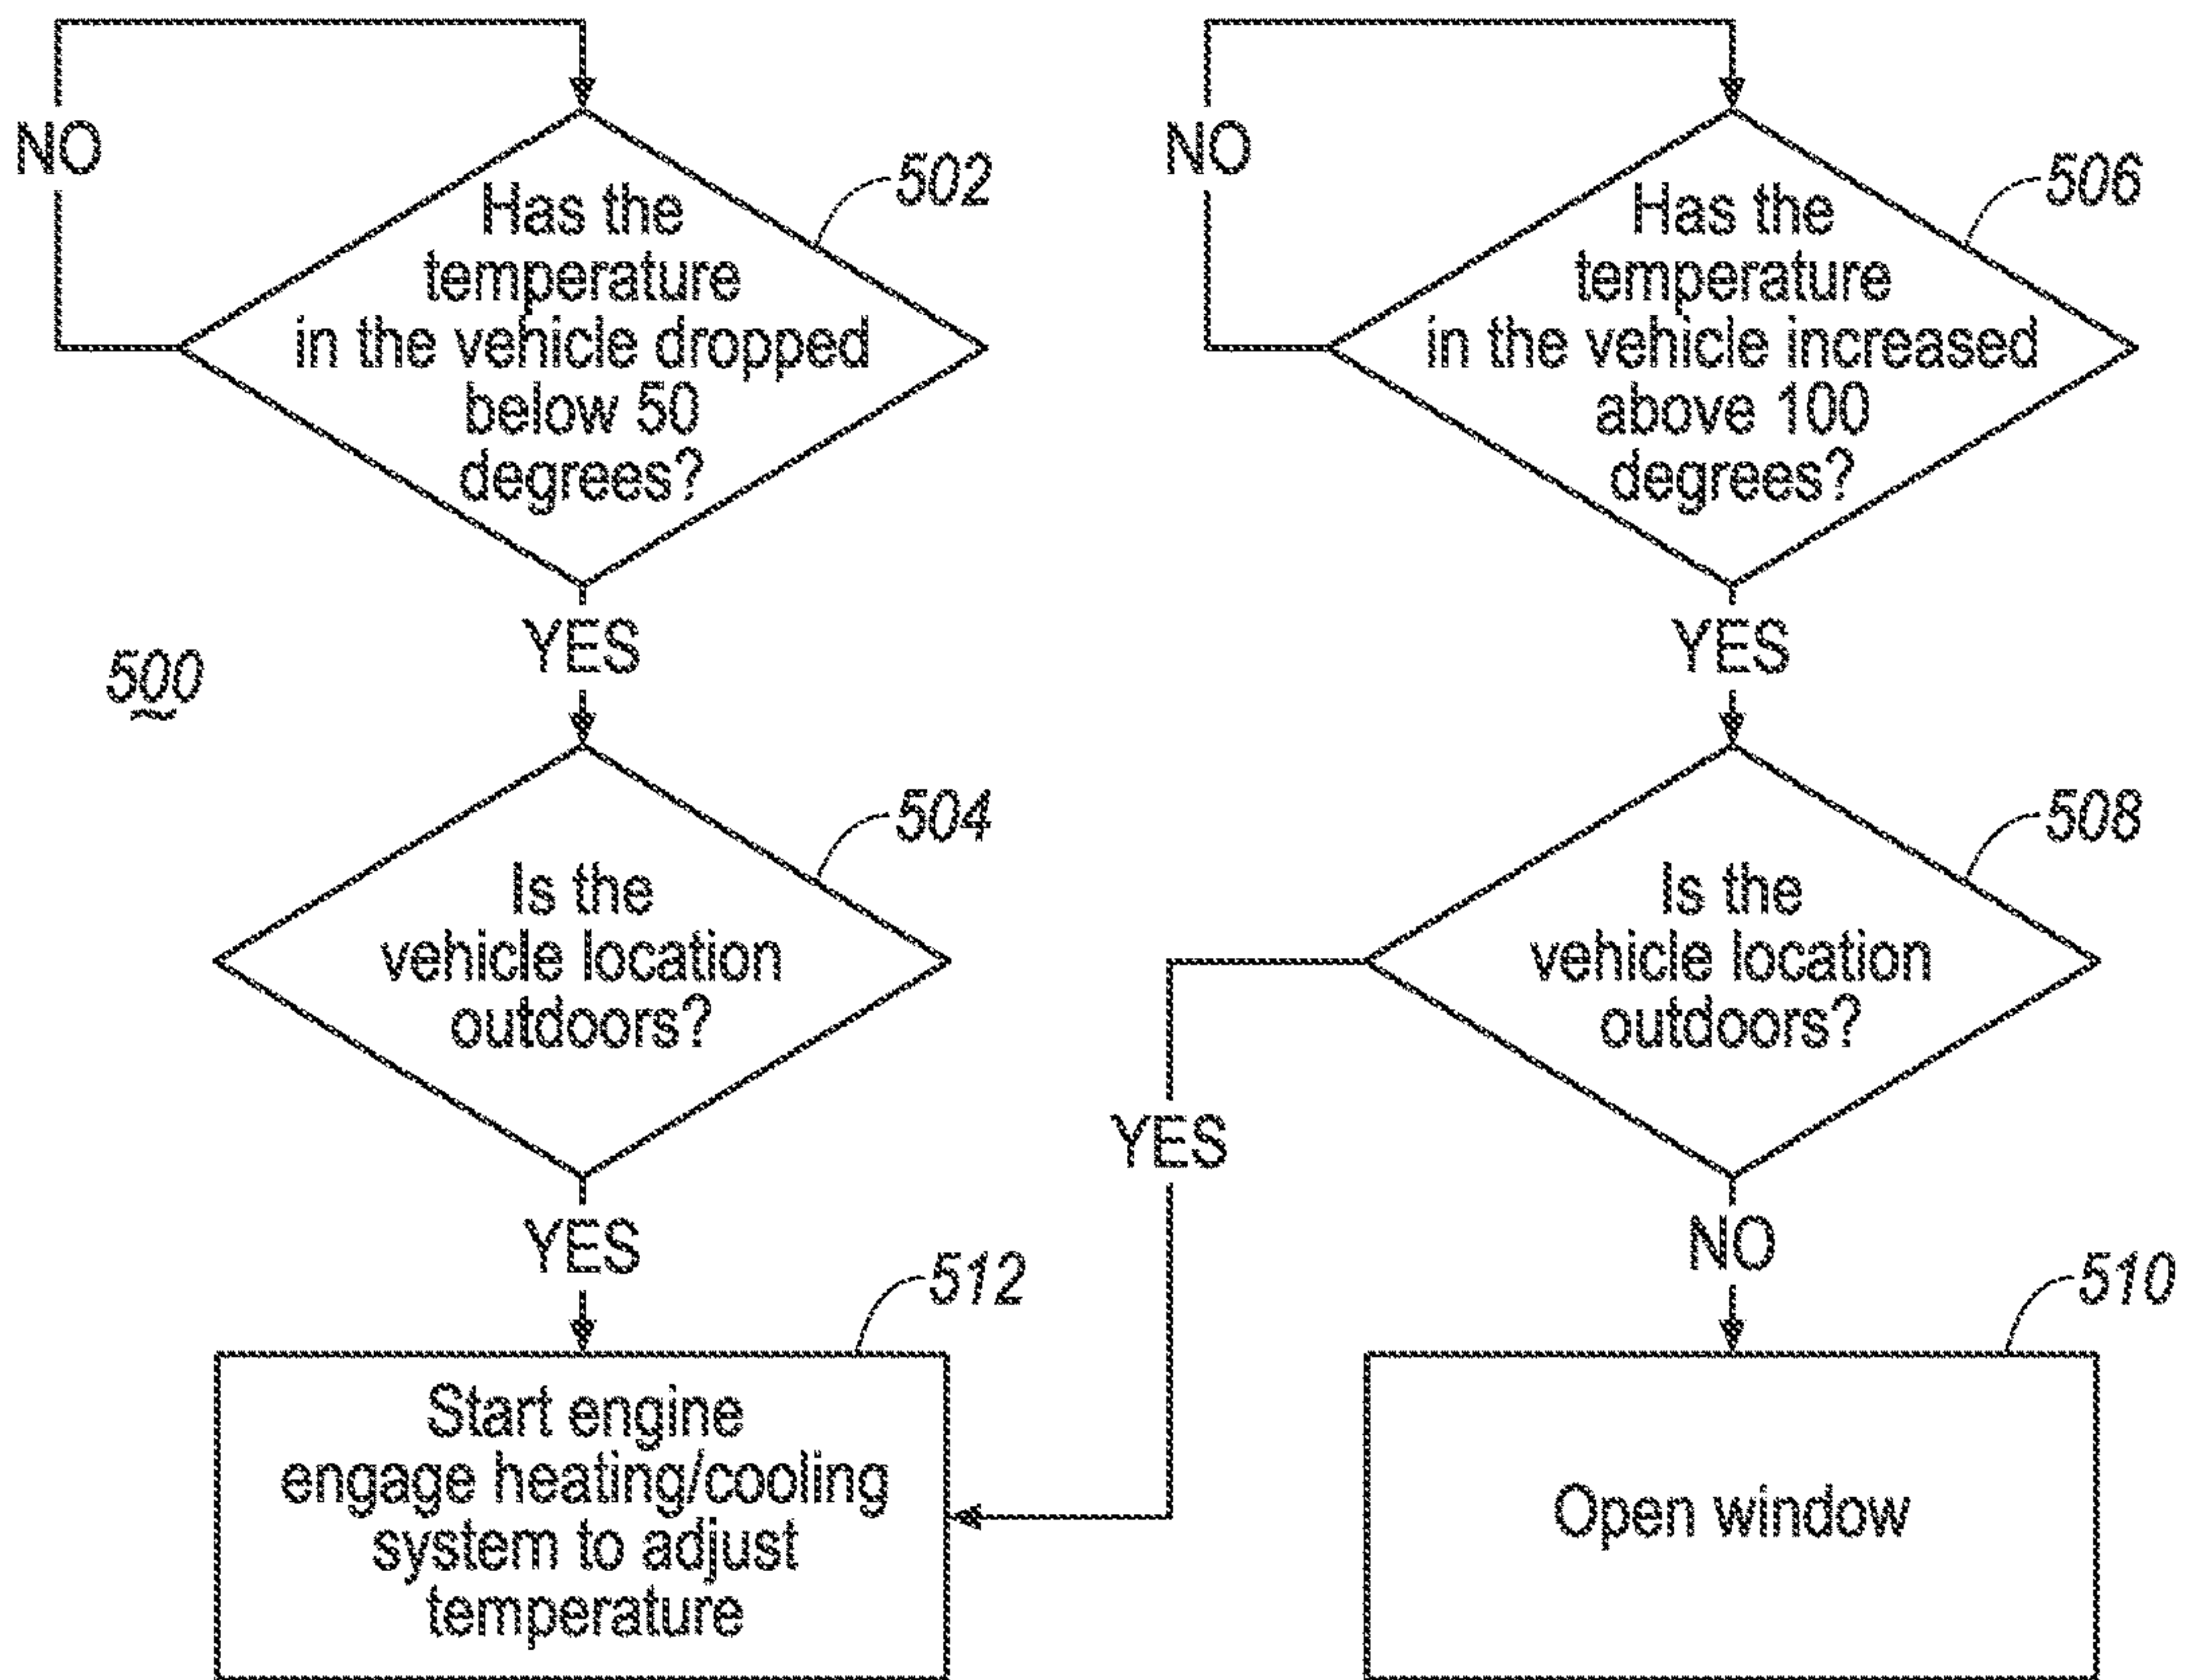 NO
Has the
temperature
in the vehicle dropped
below 50
degrees?
502
YES
500
Is the
vehicle location
outdoors?
504
YES
512
Start engine
engage heating/cooling
system to adjust
temperature
NO
Has the
temperature
in the vehicle increased
above 100
degrees?
506
YES
Is the
vehicle location
outdoors?
508
YES
NO
510
Open window